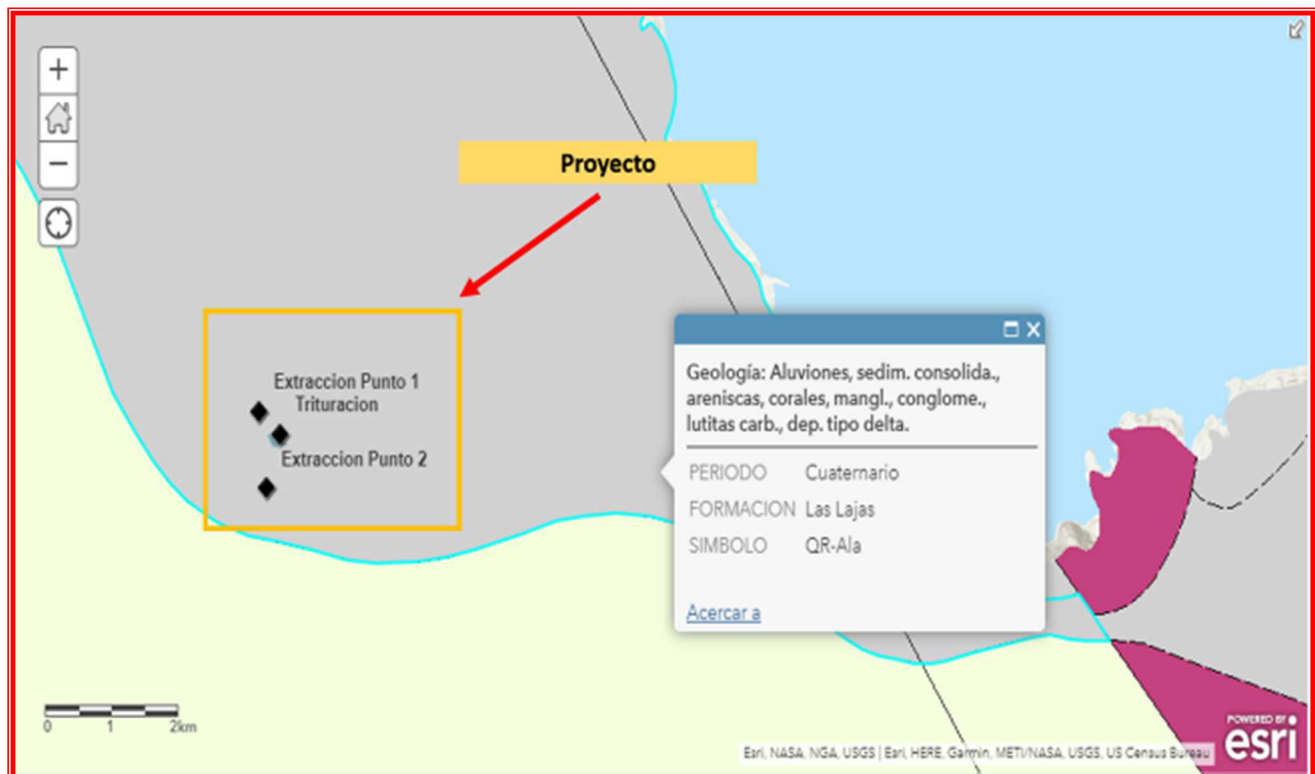 +
−
Proyecto
Extraccion Punto 1
Trituracion
Extraccion Punto 2
Geología: Aluviones, sedim. consolida.,
areniscas, corales, mangl., conglome.,
lutitas carb., dep. tipo delta.
PERIODO Cuaternario
FORMACION Las Lajas
SIMBOLO QR-Ala
Acercar a
0 1 2km
Esri, NASA, NGA, USGS | Esri, HERE, Garmin, METI/NASA, USGS, US Census Bureau
POWERED BY
esri